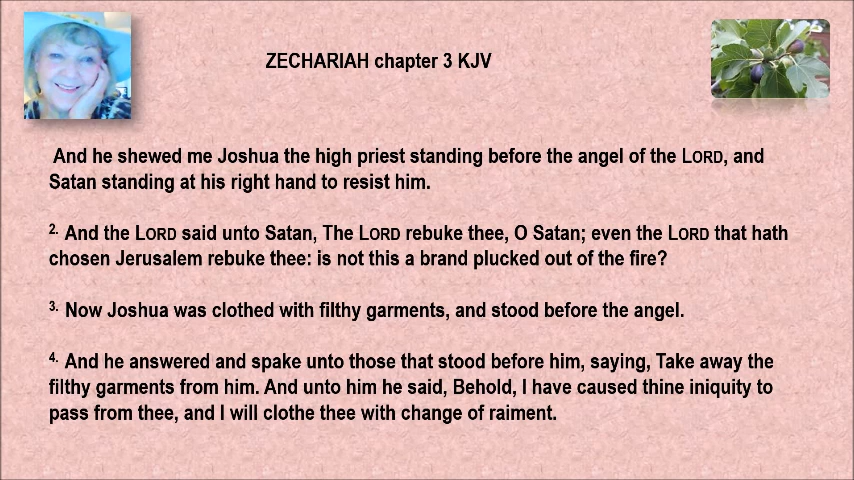 ZECHARIAH chapter 3 KJV
And he shewed me Joshua the high priest standing before the angel of the LORD, and
Satan standing at his right hand to resist him.
2. And the LORD said unto Satan, The LORD rebuke thee, O Satan; even the LORD that hath
chosen Jerusalem rebuke thee: is not this a brand plucked out of the fire?
3. Now Joshua was clothed with filthy garments, and stood before the angel.
4. And he answered and spake unto those that stood before him, saying, Take away the
filthy garments from him. And unto him he said, Behold, I have caused thine iniquity to
pass from thee, and I will clothe thee with change of raiment.